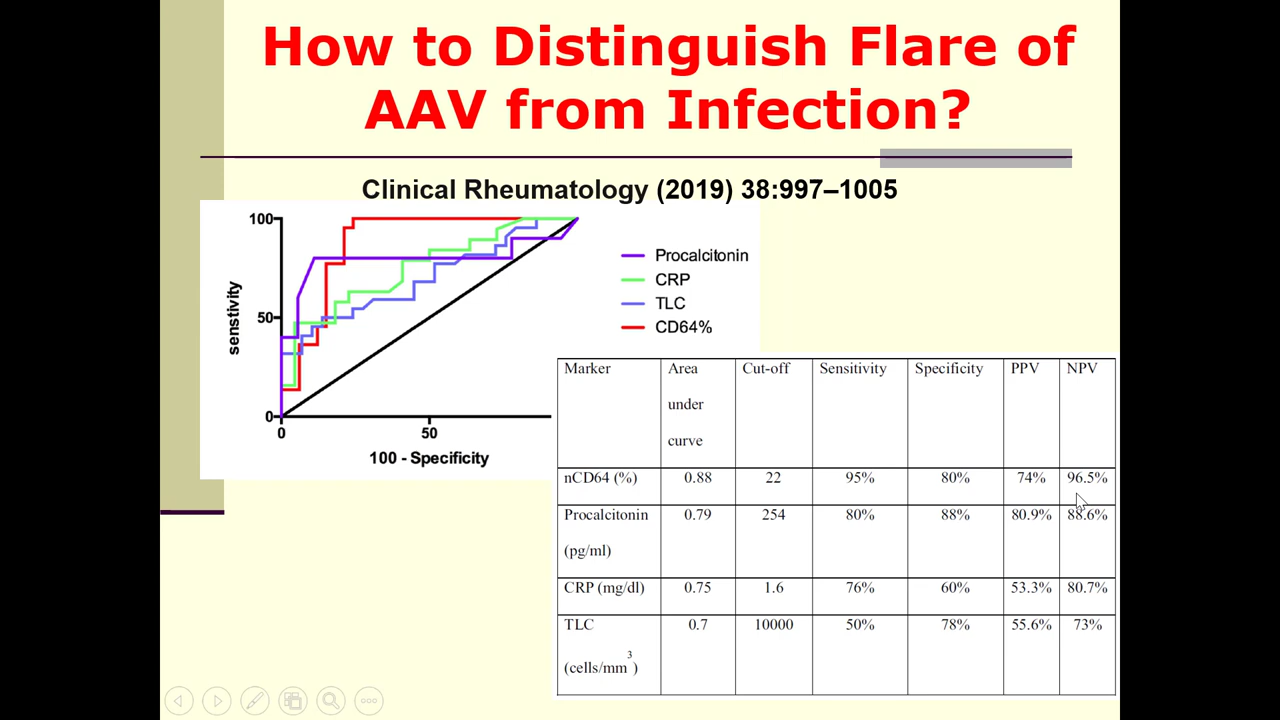 How to Distinguish Flare of
AAV from Infection?
Clinical Rheumatology (2019) 38:997–1005
100
50
0
senstivity
0
50
100 - Specificity
Procalcitonin
CRP
TLC
CD64%
Marker Area under curve Cut-off Sensitivity Specificity PPV NPV
nCD64 (%) 0.88 22 95% 80% 74% 96.5%
Procalcitonin (pg/ml) 0.79 254 80% 88% 80.9% 88.6%
CRP (mg/dl) 0.75 1.6 76% 60% 53.3% 80.7%
TLC (cells/mm3) 0.7 10000 50% 78% 55.6% 73%